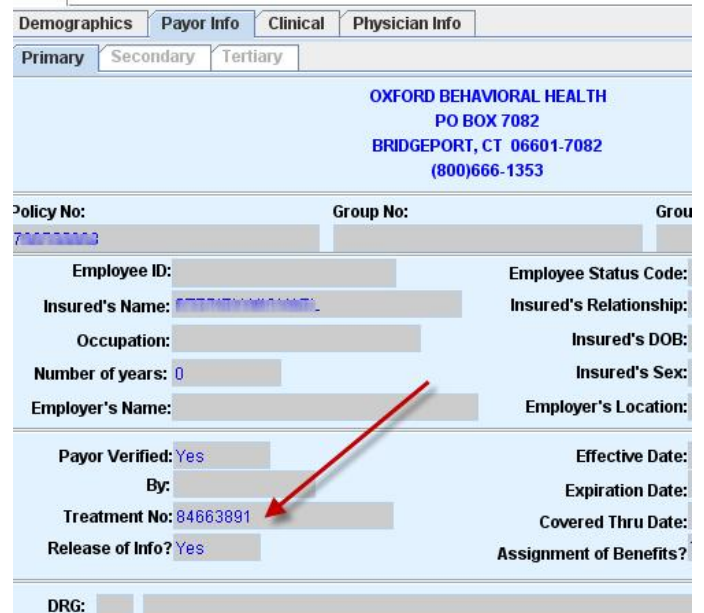 Demographics Payor Info Clinical Physician Info
Primary Secondary Tertiary
OXFORD BEHAVIORAL HEALTH
PO BOX 7082
BRIDGEPORT, CT 06601-7082
(800)666-1353
Policy No: Group No: Grou
Employee ID: Employee Status Code:
Insured's Name: Insured's Relationship:
Occupation: Insured's DOB:
Number of years: 0 Insured's Sex:
Employer's Name: Employer's Location:
Payor Verified: Yes Effective Date:
By: Expiration Date:
Treatment No: 84663891 Covered Thru Date:
Release of Info? Yes Assignment of Benefits?
DRG: